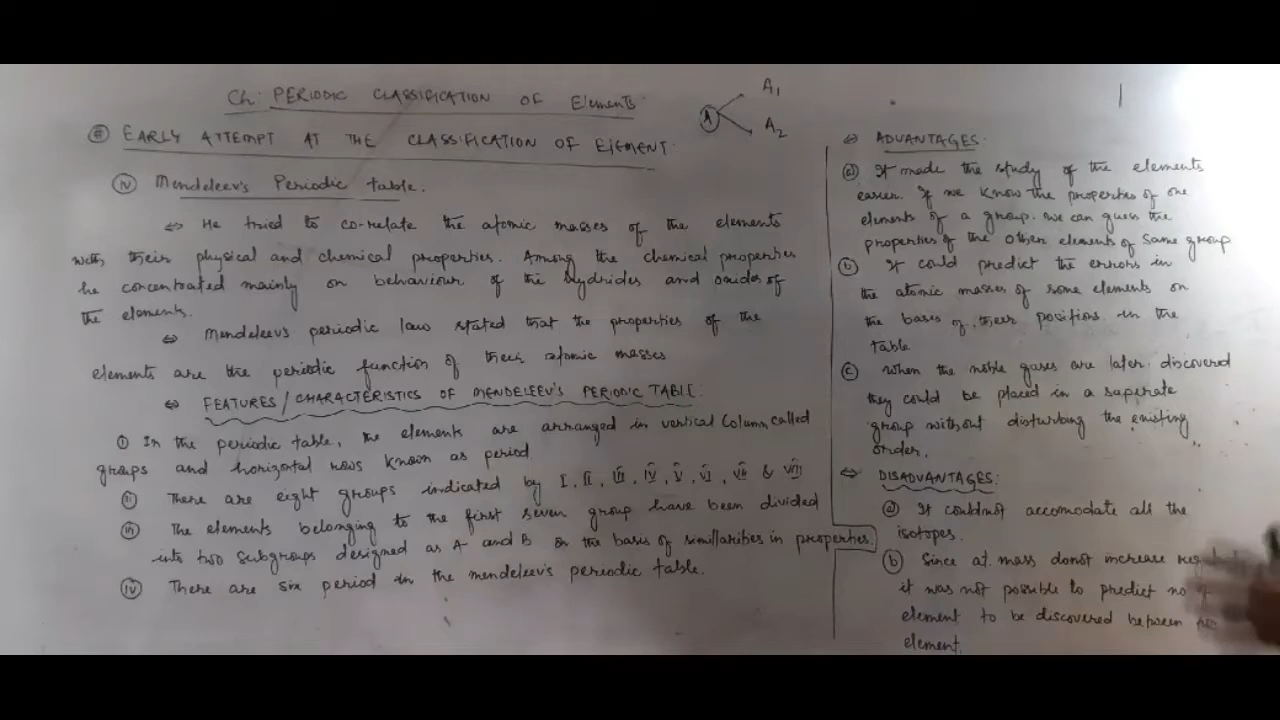 Ch: PERIODIC CLASSIFICATION OF Elements
A A1
A2
1
# EARLY ATTEMPT AT THE CLASSIFICATION OF ElEMENT.
iv Mendeleev's Periodic table.
⇔ He tried to co-relate the atomic masses of the elements
with their physical and chemical properties. Among the chemical properties
he concentrated mainly on behaviour of the hydrides and oxides of
the elements.
⇔ Mendeleevs periodic law stated that the properties of the
elements are the periodic function of their atomic masses
⇔ FEATURES/CHARACTERISTICS OF MENDELEEV'S PERIODIC TABLE:
i In the periodic table, the elements are arranged in vertical Column, called
groups and horizontal rows known as period
ii There are eight groups indicated by I, II, III, IV, V, VI, VII & VIII
iii The elements belonging to the first seven group have been divided
into two subgroups designed as A and B on the basis of simillarities in properties.
iv There are six period in the mendeleev's periodic table.
⇔ ADVANTAGES:
a It made the study of the elements
easier. If we know the properties of one
elements of a group. we can guess the
properties of the other elements of same group
b It could predict the errors in
the atomic masses of some elements on
the basis of their positions in the
table
c When the noble gases are later discovered
they could be placed in a seperate
group without disturbing the existing
order.
⇔ DISADVANTAGES:
a It couldnot accomodate all the
isotopes.
b Since at. mass donot increase
it was not possible to predict no
element to be discovered between
element.